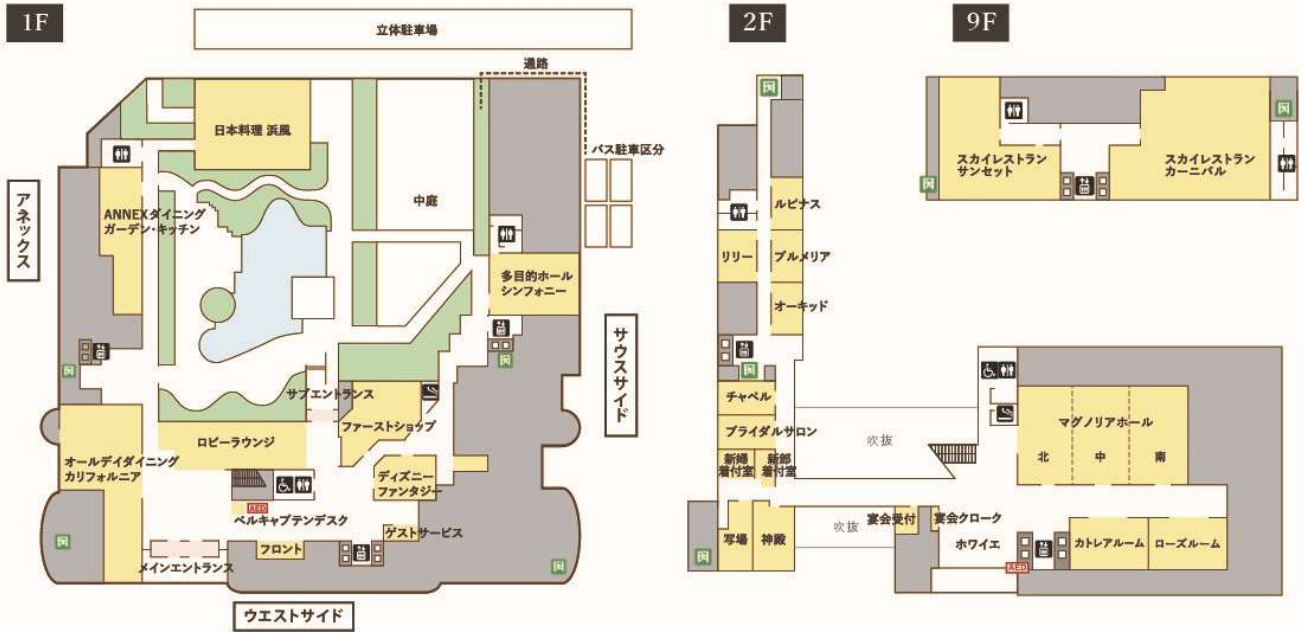 1F
立体駐車場
通路
日本料理 浜風
バス駐車区分
中庭
アネックス
ANNEXダイニング
ガーデン・キッチン
多目的ホール
シンフォニー
サウスサイド
サブエントランス
ファーストショップ
ロビーラウンジ
オールデイダイニング
カリフォルニア
ディズニー
ファンタジー
AED
ベルキャプテンデスク
ゲストサービス
フロント
メインエントランス
ウエストサイド
2F
ルピナス
リリー
プルメリア
オーキッド
チャペル
ブライダルサロン
新婦
着付室
新郎
着付室
写場
神殿
吹抜
吹抜
宴会受付
宴会クローク
ホワイエ
AED
マグノリアホール
北
中
南
カトレアルーム
ローズルーム
9F
スカイレストラン
サンセット
スカイレストラン
カーニバル